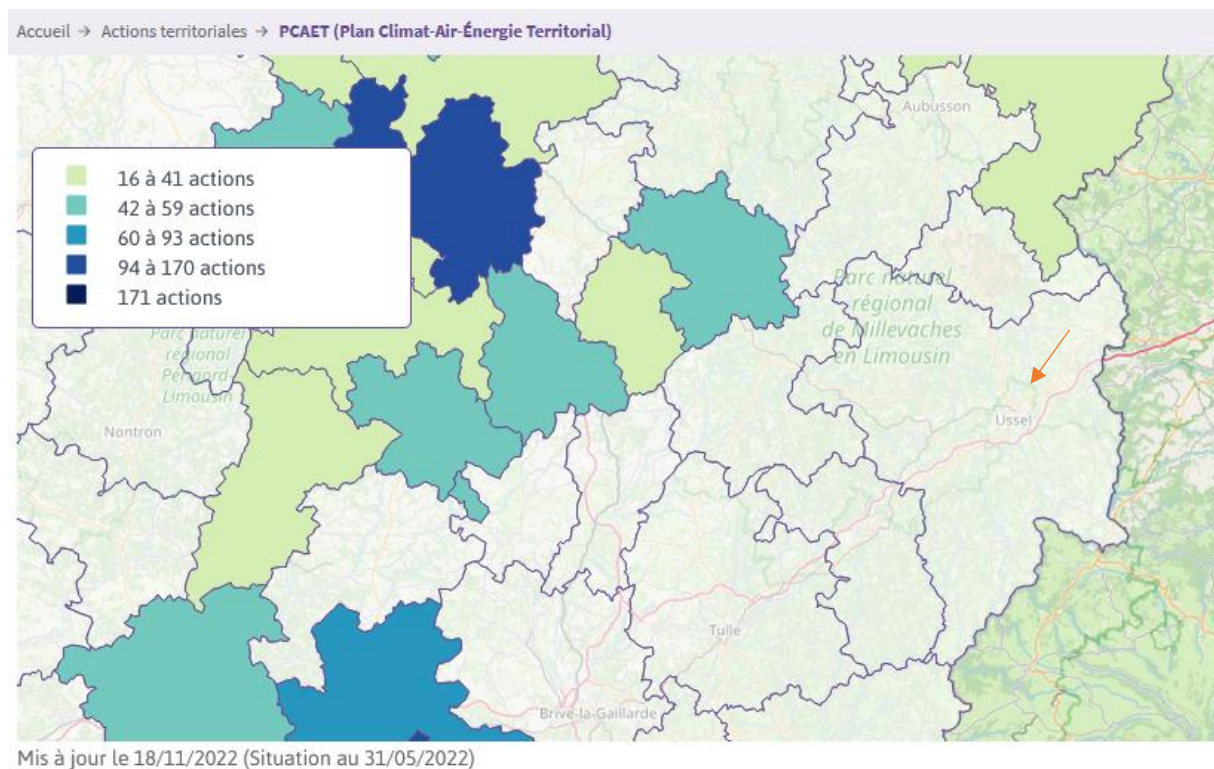 Accueil → Actions territoriales → PCAET (Plan Climat-Air-Énergie Territorial)
Aubusson
16 à 41 actions
42 à 59 actions
60 à 93 actions
94 à 170 actions
171 actions
Parc naturel
régional
de Millevaches
en Limousin
Parc naturel
régional
Périgord-
Limousin
Nontron
Ussel
Tulle
Brive-la-Gaillarde
Mis à jour le 18/11/2022 (Situation au 31/05/2022)